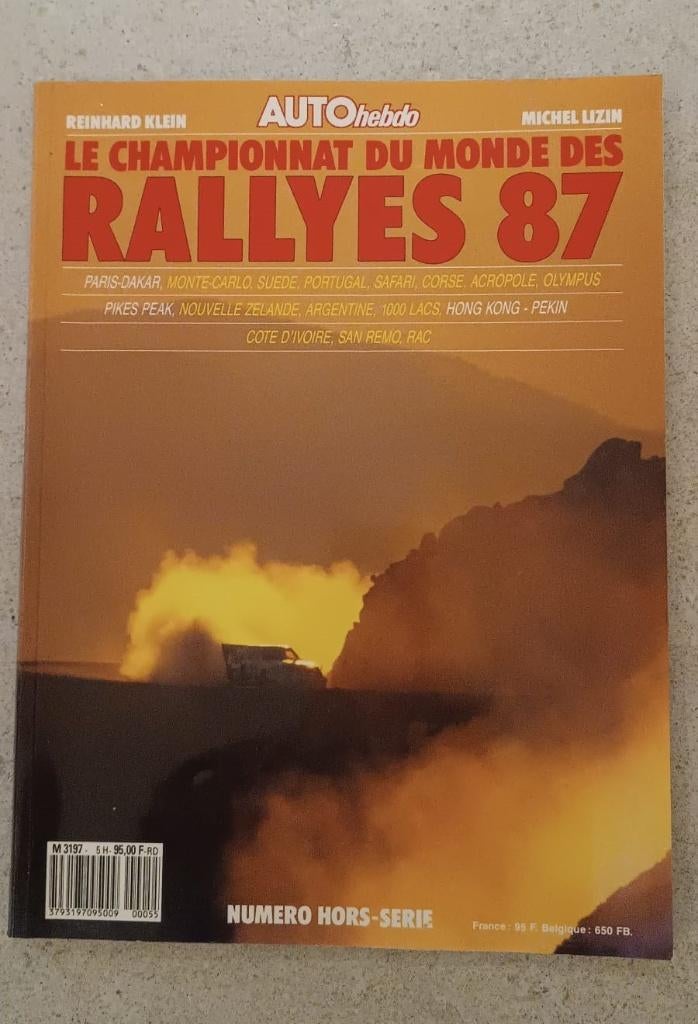 REINHARD KLEIN
AUTOhebdo
MICHEL LIZIN
LE CHAMPIONNAT DU MONDE DES
RALLYES 87
PARIS-DAKAR, MONTE-CARLO, SUEDE, PORTUGAL, SAFARI, CORSE, ACROPOLE, OLYMPUS
PIKES PEAK, NOUVELLE ZELANDE, ARGENTINE, 1000 LACS, HONG KONG - PEKIN
COTE D'IVOIRE, SAN REMO, RAC
M 3197 - 5 H - 95,00 F-RD
3793197095009 00055
NUMERO HORS-SERIE
France : 95 F. Belgique : 650 FB.